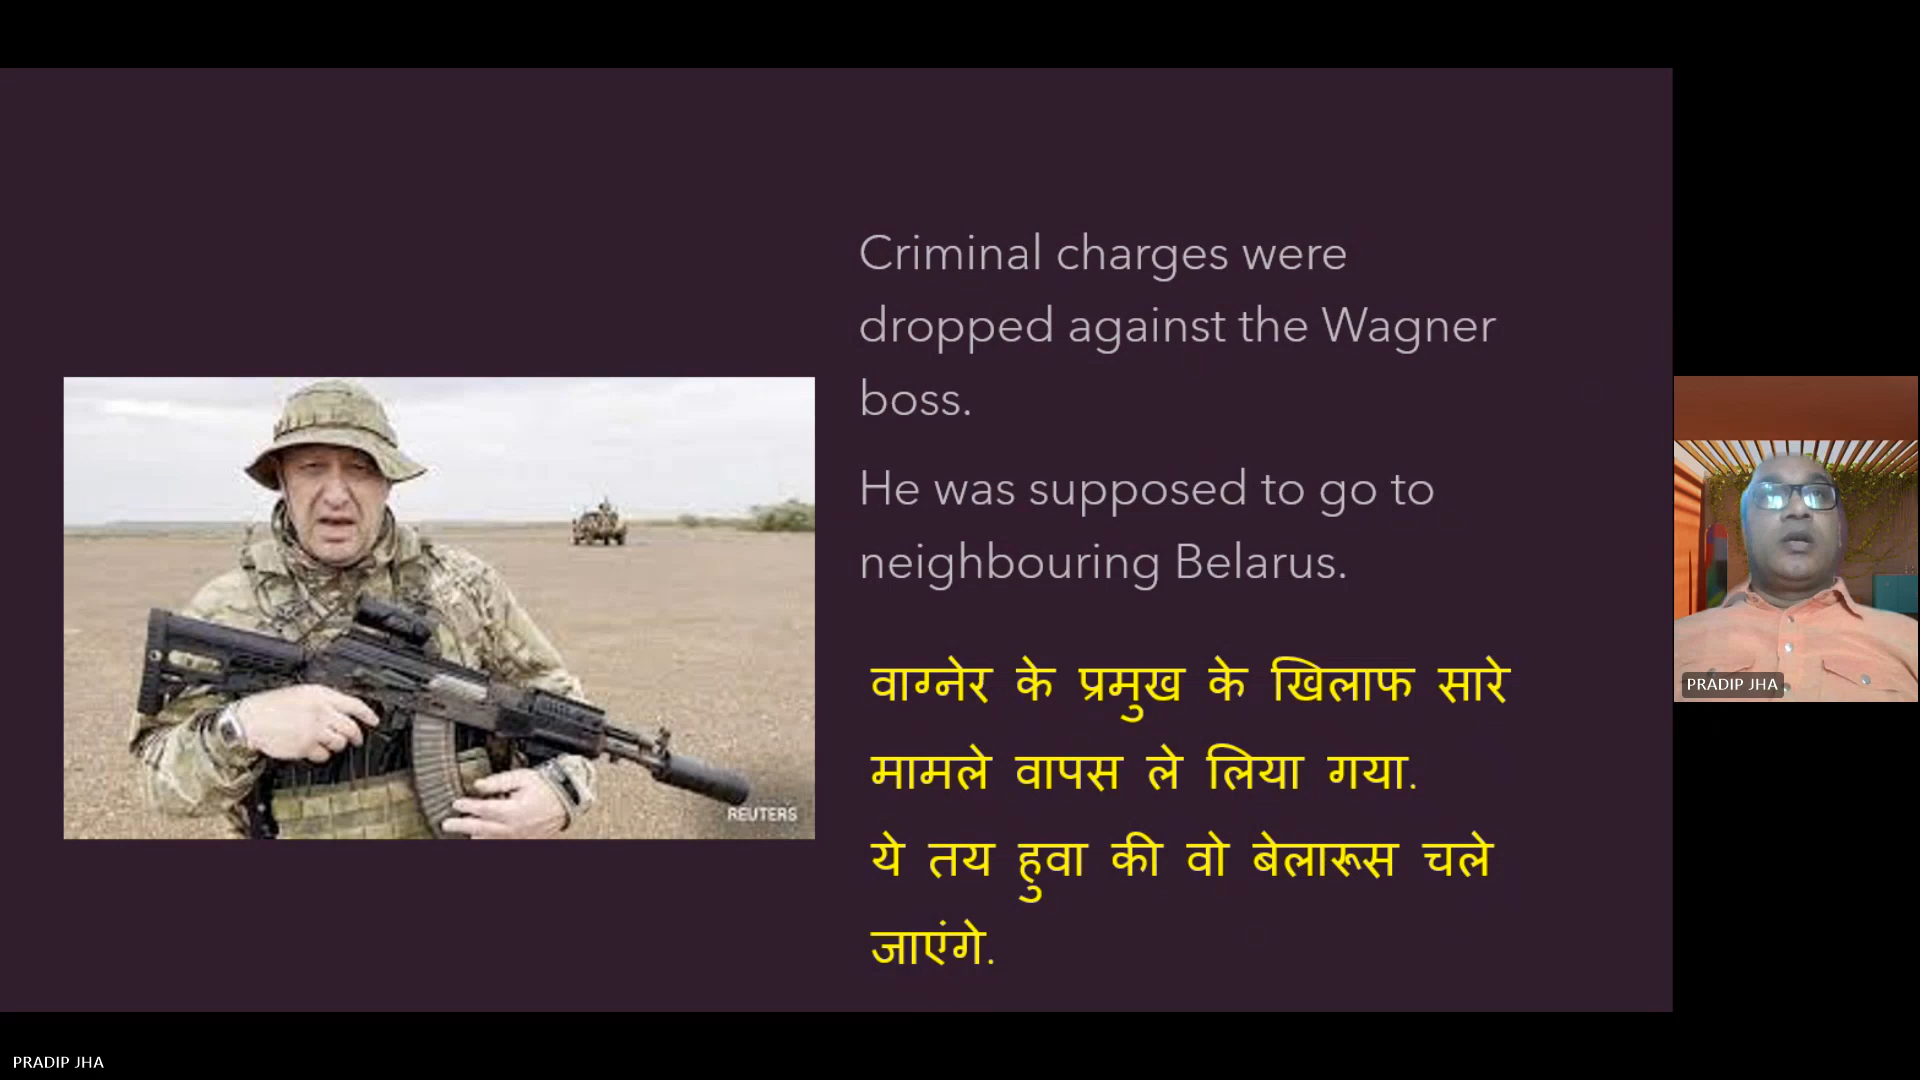 Criminal charges were
dropped against the Wagner
boss.
He was supposed to go to
neighbouring Belarus.
वाग्नेर के प्रमुख के खिलाफ सारे
मामले वापस ले लिया गया.
ये तय हुवा की वो बेलारूस चले
जाएंगे.
REUTERS
PRADIP JHA
PRADIP JHA